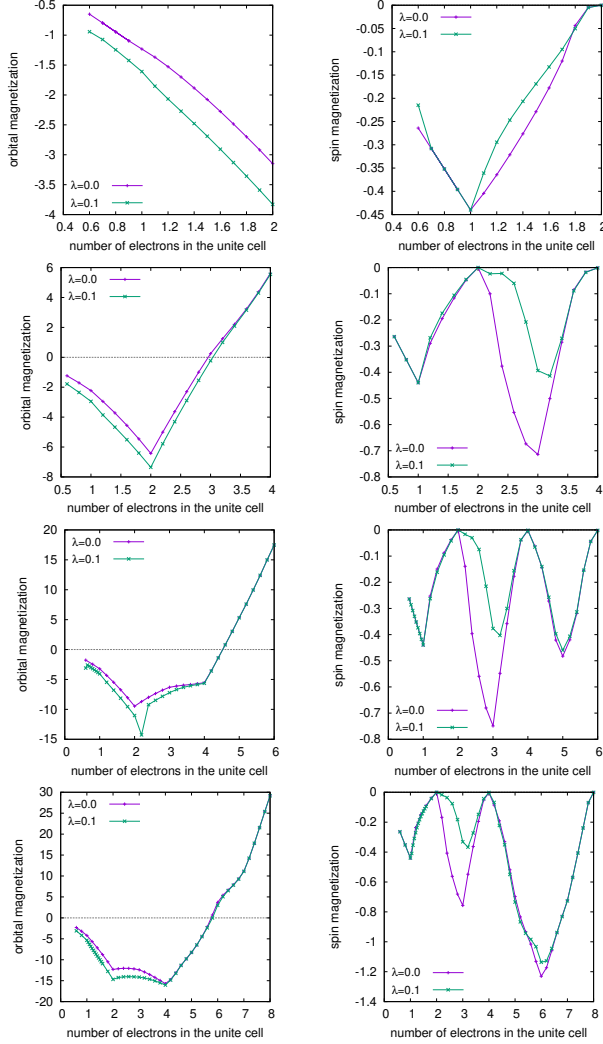 -0.5
-1
-1.5
-2
-2.5
-3
-3.5
-4
0.4 0.6 0.8 1 1.2 1.4 1.6 1.8 2
orbital magnetization
number of electrons in the unite cell
λ=0.0
λ=0.1
0
-0.05
-0.1
-0.15
-0.2
-0.25
-0.3
-0.35
-0.4
-0.45
0.4 0.6 0.8 1 1.2 1.4 1.6 1.8 2
spin magnetization
number of electrons in the unite cell
λ=0.0
λ=0.1
6
4
2
0
-2
-4
-6
-8
0.5 1 1.5 2 2.5 3 3.5 4
orbital magnetization
number of electrons in the unite cell
λ=0.0
λ=0.1
0
-0.1
-0.2
-0.3
-0.4
-0.5
-0.6
-0.7
-0.8
0.5 1 1.5 2 2.5 3 3.5 4
spin magnetization
number of electrons in the unite cell
λ=0.0
λ=0.1
20
15
10
5
0
-5
-10
-15
0 1 2 3 4 5 6
orbital magnetization
number of electrons in the unite cell
λ=0.0
λ=0.1
0
-0.1
-0.2
-0.3
-0.4
-0.5
-0.6
-0.7
-0.8
0 1 2 3 4 5 6
spin magnetization
number of electrons in the unite cell
λ=0.0
λ=0.1
30
25
20
15
10
5
0
-5
-10
-15
-20
0 1 2 3 4 5 6 7 8
orbital magnetization
number of electrons in the unite cell
λ=0.0
λ=0.1
0
-0.2
-0.4
-0.6
-0.8
-1
-1.2
-1.4
0 1 2 3 4 5 6 7 8
spin magnetization
number of electrons in the unite cell
λ=0.0
λ=0.1